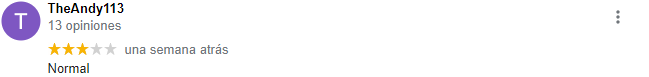 T
TheAndy113
13 opiniones
una semana atrás
Normal